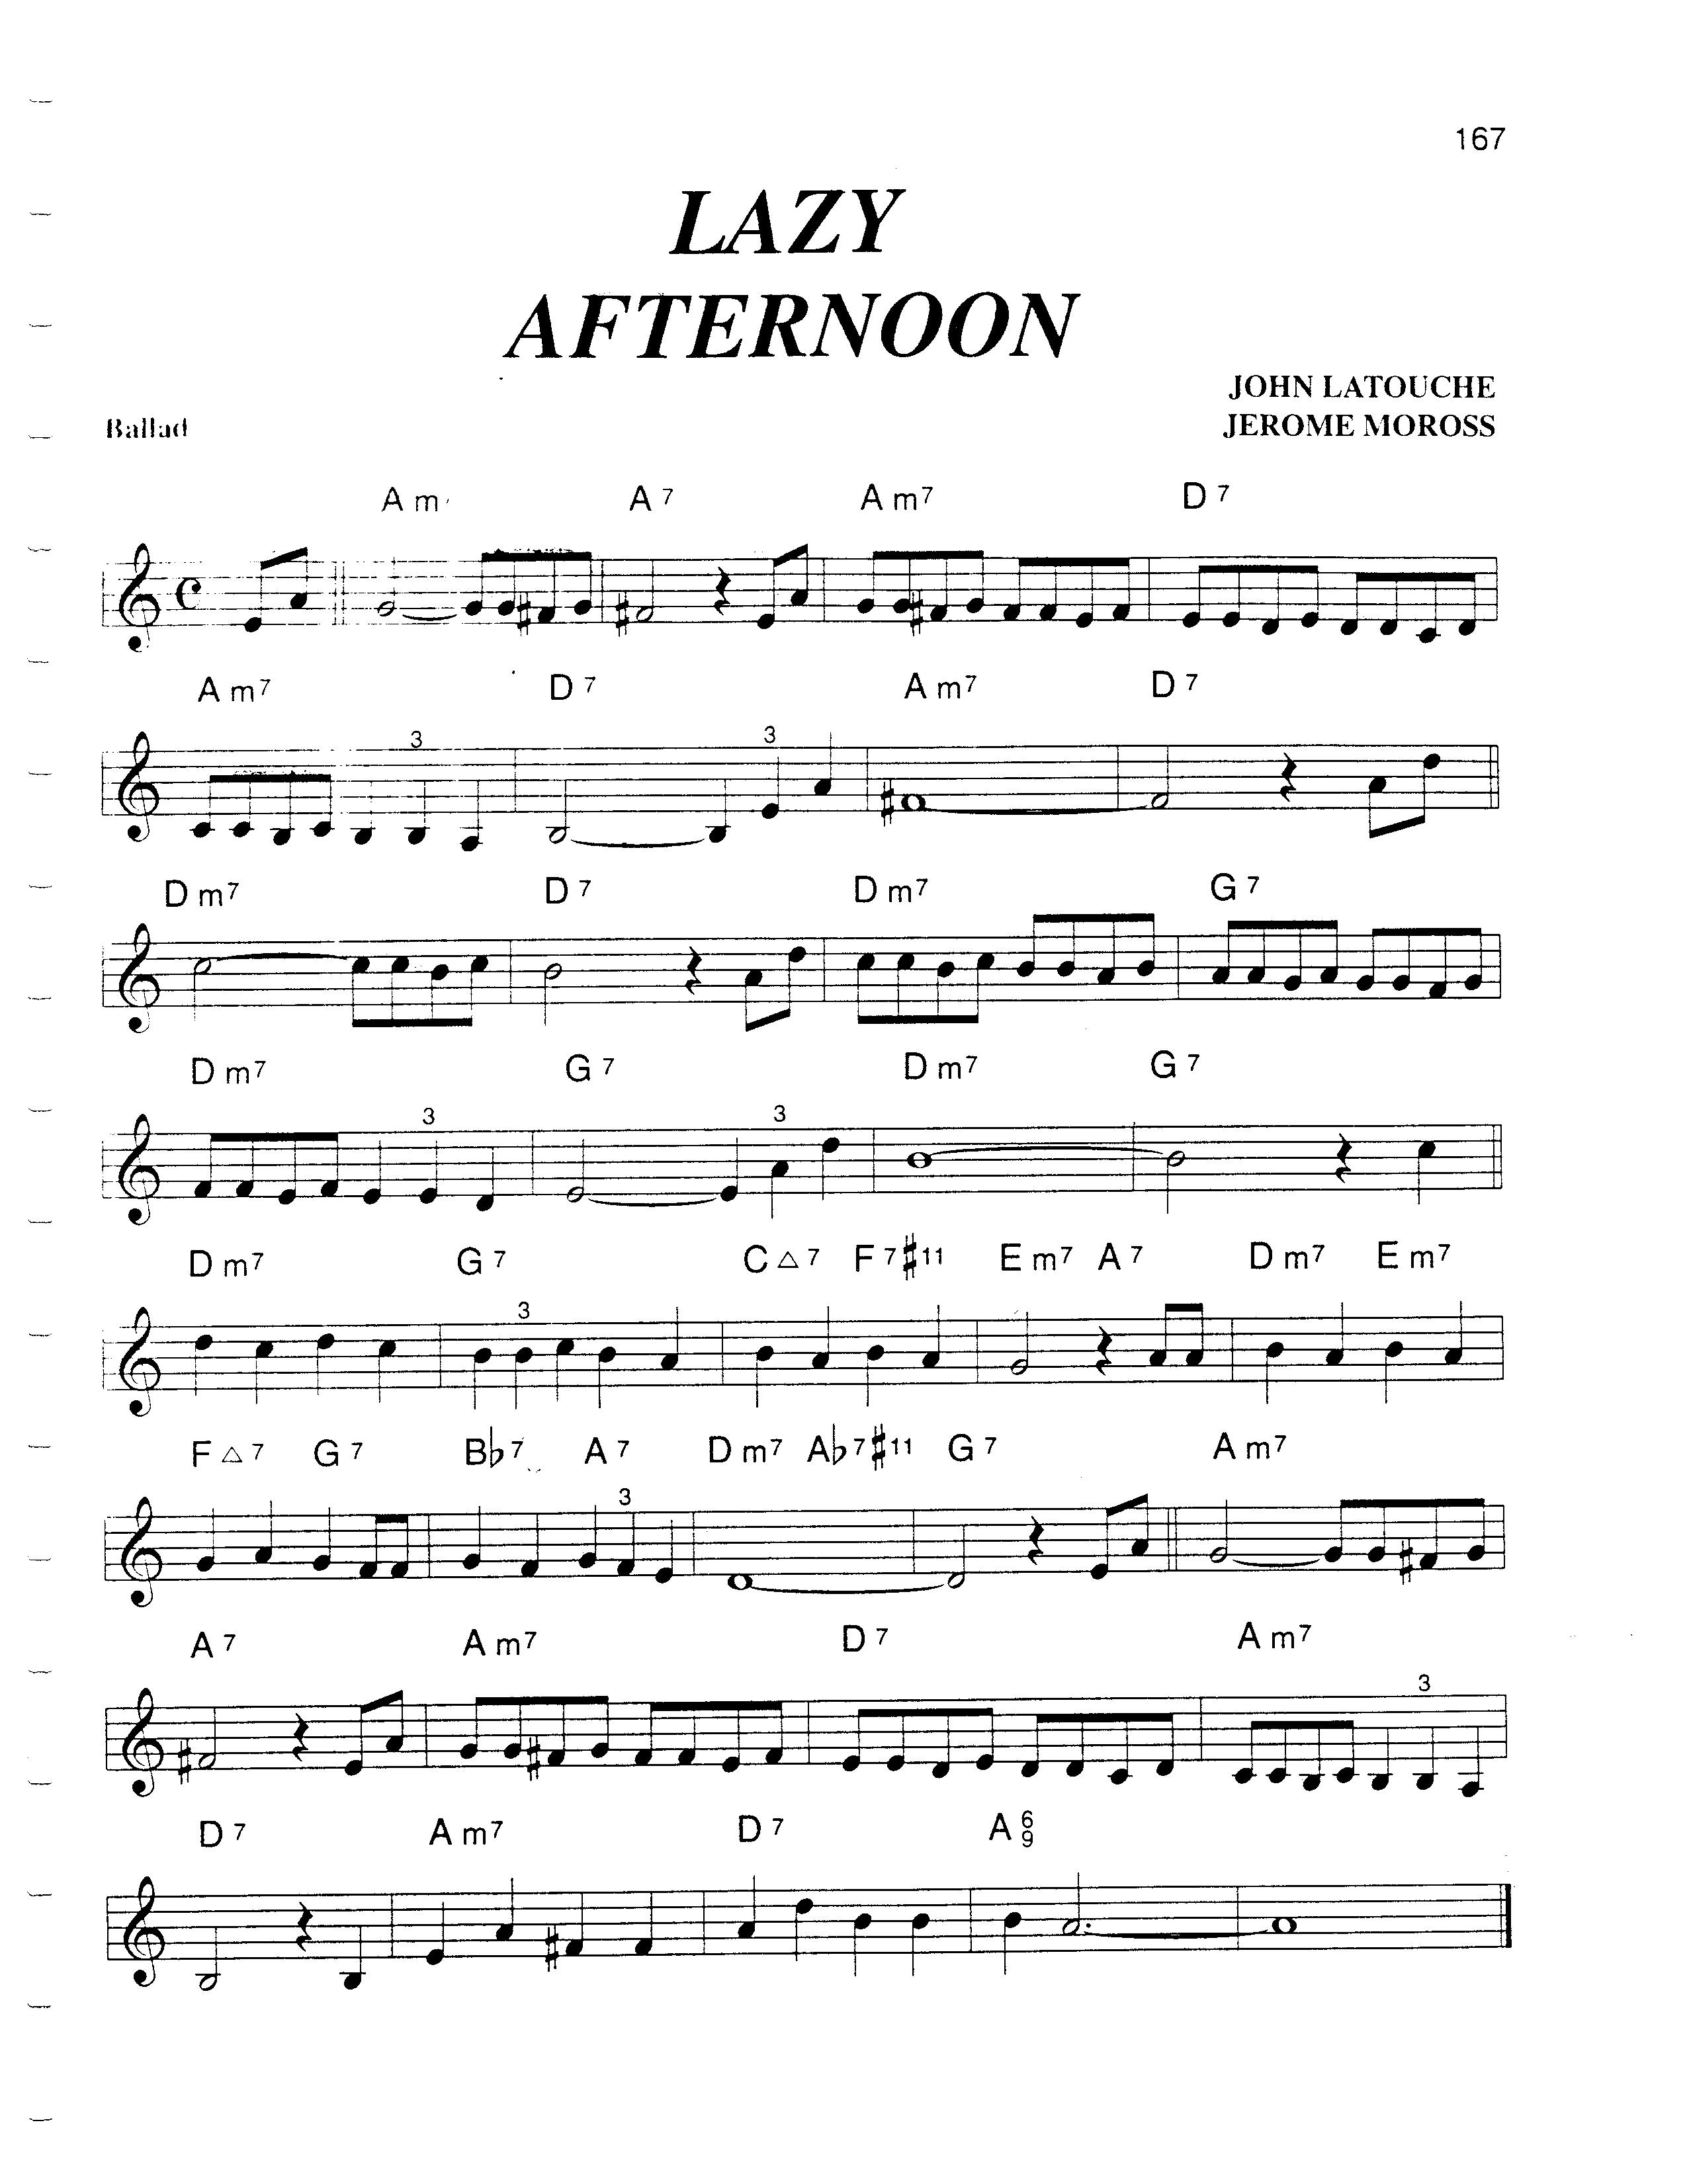 167
LAZY
AFTERNOON
JOHN LATOUCHE
Ballad
JEROME MOROSS
A m A 7 A m7 D 7
A m7 D 7 A m7 D 7
3 3
D m7 D 7 D m7 G 7
D m7 G 7 D m7 G 7
3 3
D m7 G 7 C △ 7 F 7 ♯11 E m7 A 7 D m7 E m7
3
F △ 7 G 7 B♭7 A 7 D m7 A♭7♯11 G 7 A m7
3
A 7 A m7 D 7 A m7
3
D 7 A m7 D 7 A 6 9